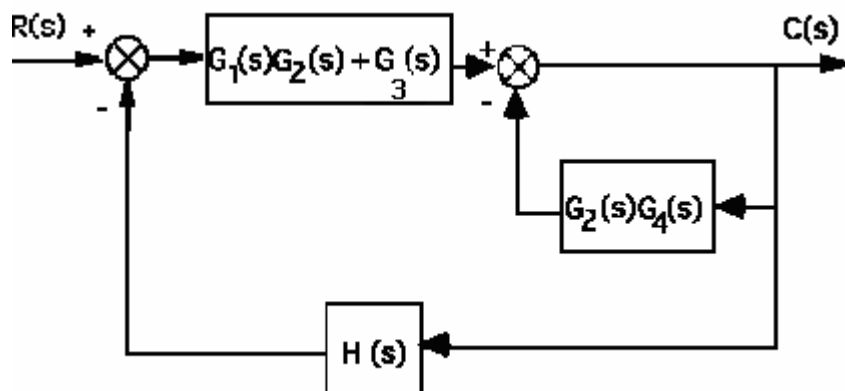 R(s) +
-
G₁(s)G₂(s) + G₃(s)
+
-
C(s)
G₂(s)G₄(s)
H (s)